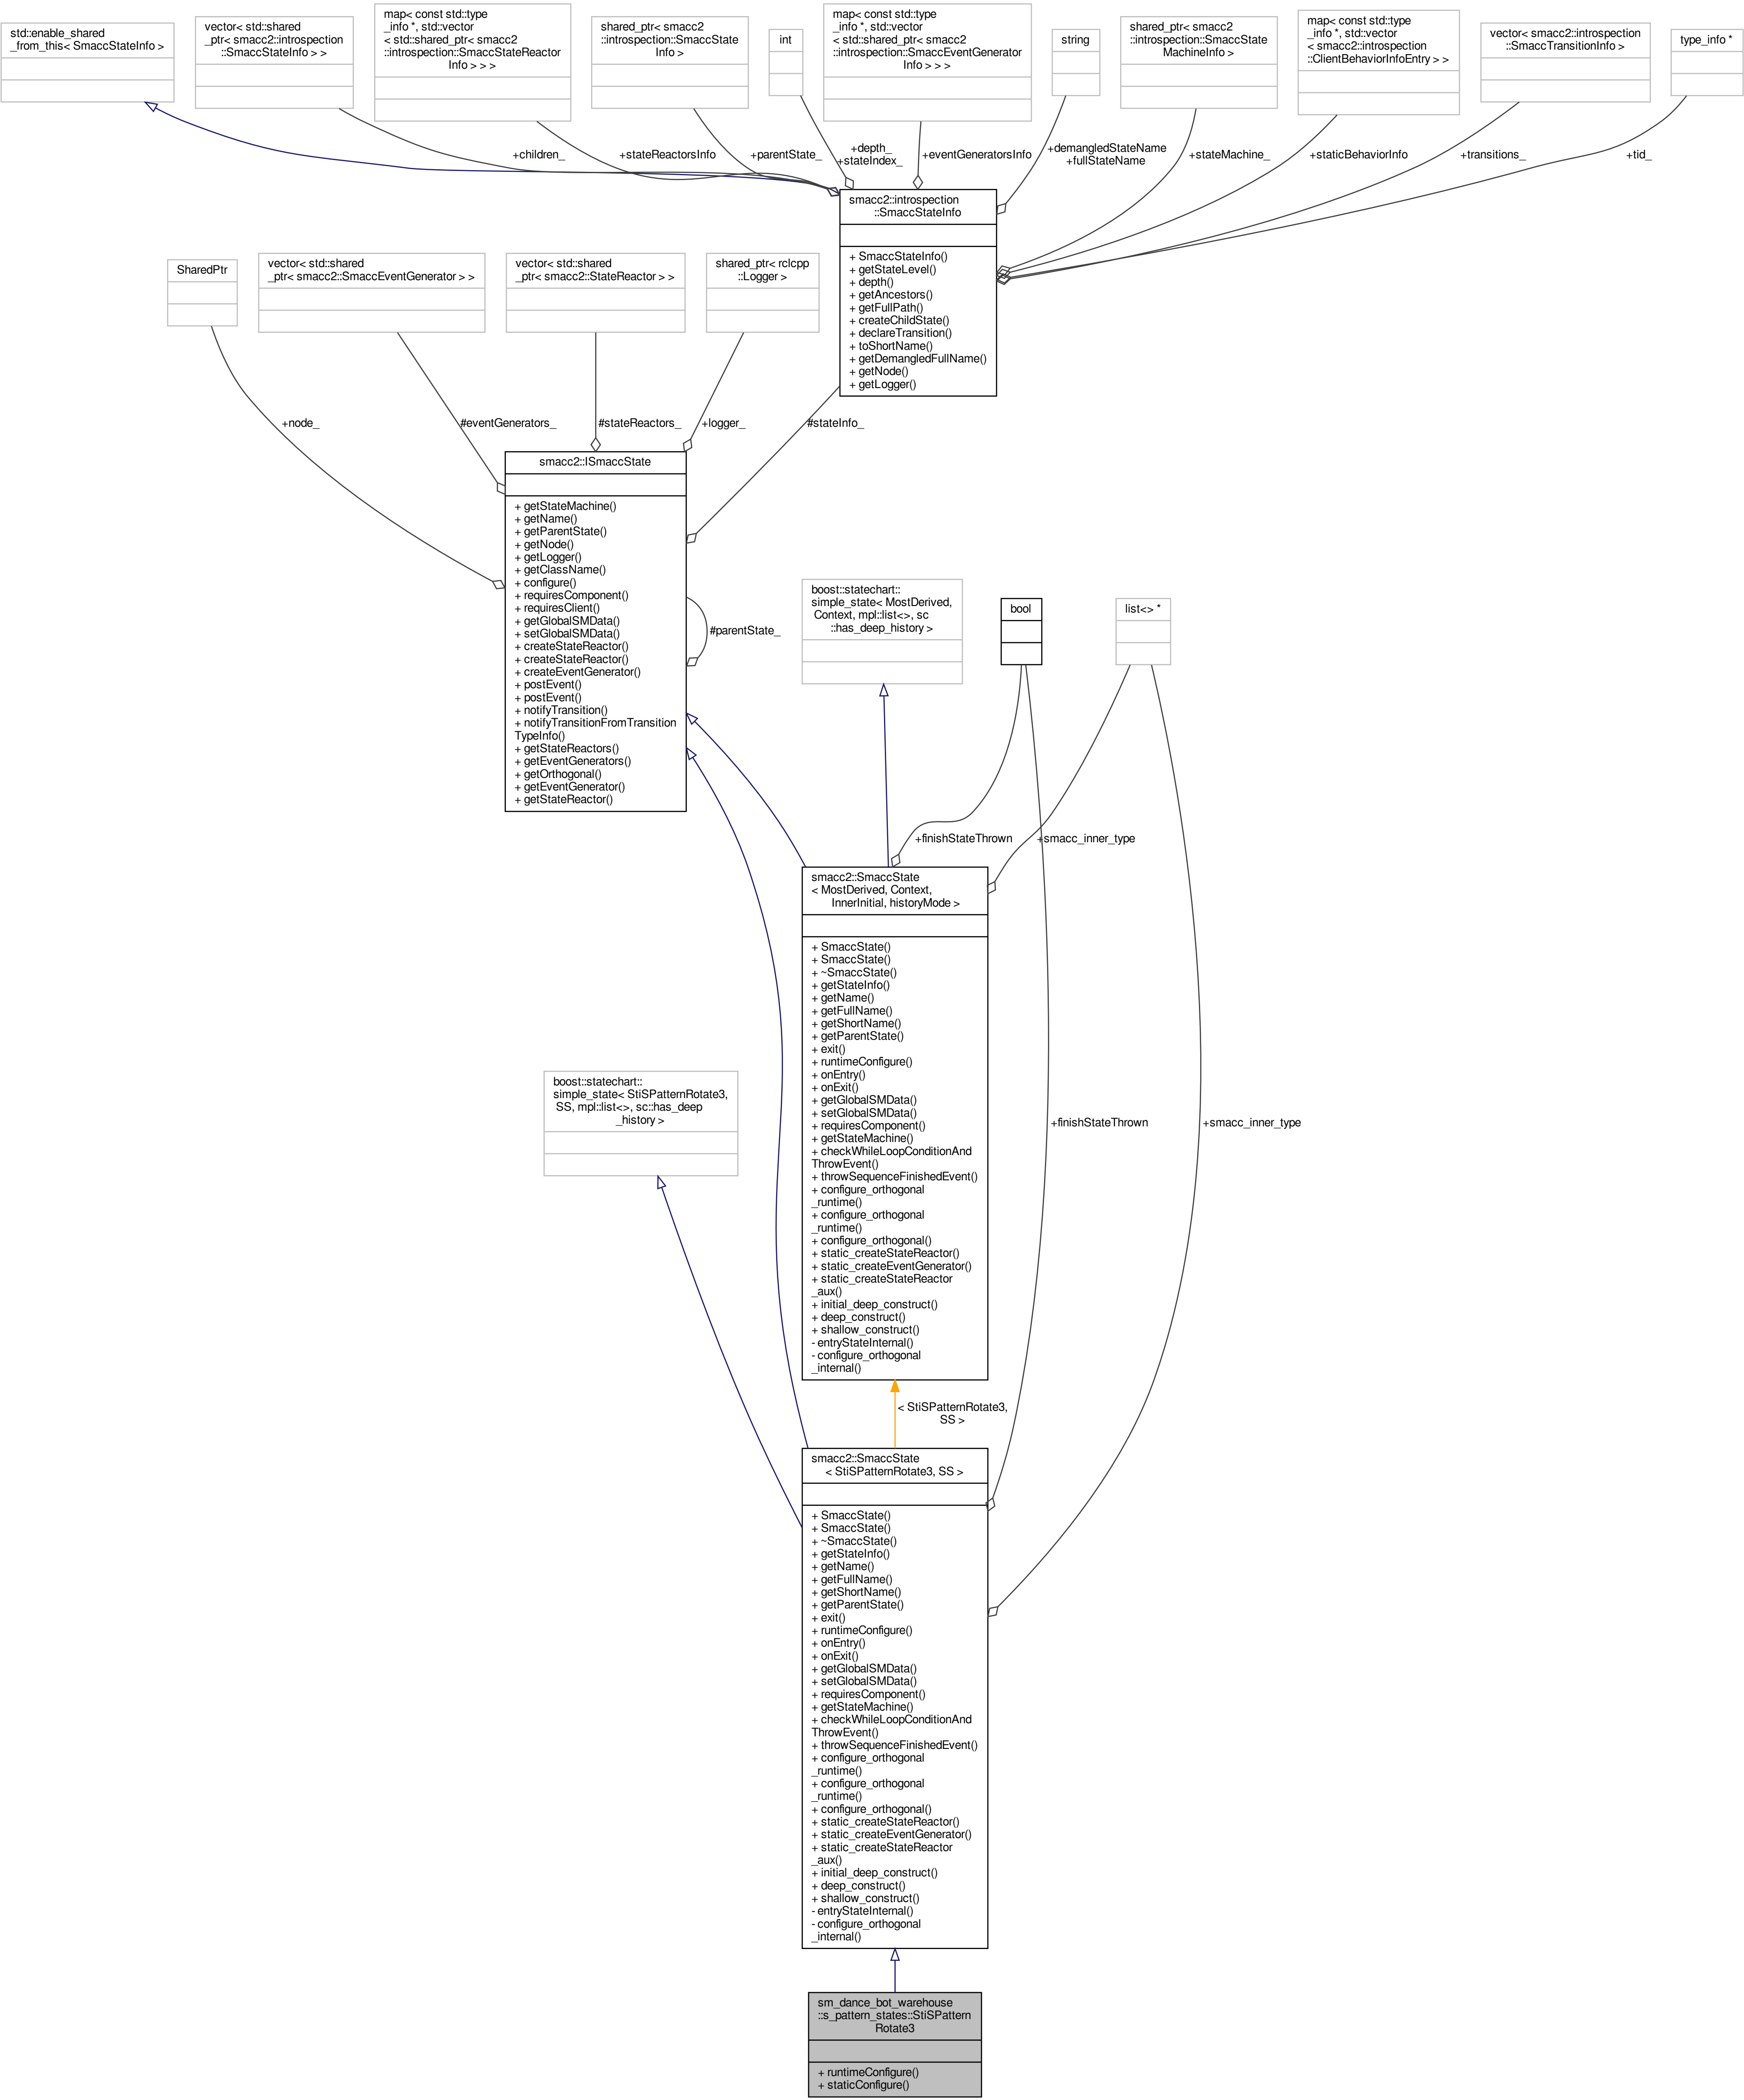 std::enable_shared
_from_this< SmaccStateInfo >
vector< std::shared
_ptr< smacc2::introspection
::SmaccStateInfo > >
map< const std::type
_info *, std::vector
< std::shared_ptr< smacc2
::introspection::SmaccStateReactor
Info > > >
shared_ptr< smacc2
::introspection::SmaccState
Info >
int
map< const std::type
_info *, std::vector
< std::shared_ptr< smacc2
::introspection::SmaccEventGenerator
Info > > >
string
shared_ptr< smacc2
::introspection::SmaccState
MachineInfo >
map< const std::type
_info *, std::vector
< smacc2::introspection
::ClientBehaviorInfoEntry > >
vector< smacc2::introspection
::SmaccTransitionInfo >
type_info *
+children_
+stateReactorsInfo
+parentState_
+depth_
+stateIndex_
+eventGeneratorsInfo
+demangledStateName
+fullStateName
+stateMachine_
+staticBehaviorInfo
+transitions_
+tid_
smacc2::introspection
::SmaccStateInfo
+ SmaccStateInfo()
+ getStateLevel()
+ depth()
+ getAncestors()
+ getFullPath()
+ createChildState()
+ declareTransition()
+ toShortName()
+ getDemangledFullName()
+ getNode()
+ getLogger()
SharedPtr
vector< std::shared
_ptr< smacc2::SmaccEventGenerator > >
vector< std::shared
_ptr< smacc2::StateReactor > >
shared_ptr< rclcpp
::Logger >
+node_
#eventGenerators_
#stateReactors_
+logger_
#stateInfo_
smacc2::ISmaccState
+ getStateMachine()
+ getName()
+ getParentState()
+ getNode()
+ getLogger()
+ getClassName()
+ configure()
+ requiresComponent()
+ requiresClient()
+ getGlobalSMData()
+ setGlobalSMData()
+ createStateReactor()
+ createStateReactor()
+ createEventGenerator()
+ postEvent()
+ postEvent()
+ notifyTransition()
+ notifyTransitionFromTransition
TypeInfo()
+ getStateReactors()
+ getEventGenerators()
+ getOrthogonal()
+ getEventGenerator()
+ getStateReactor()
#parentState_
boost::statechart::
simple_state< MostDerived,
Context, mpl::list<>, sc
::has_deep_history >
bool
list<> *
+finishStateThrown
+smacc_inner_type
smacc2::SmaccState
< MostDerived, Context,
InnerInitial, historyMode >
+ SmaccState()
+ SmaccState()
+ ~SmaccState()
+ getStateInfo()
+ getName()
+ getFullName()
+ getShortName()
+ getParentState()
+ exit()
+ runtimeConfigure()
+ onEntry()
+ onExit()
+ getGlobalSMData()
+ setGlobalSMData()
+ requiresComponent()
+ getStateMachine()
+ checkWhileLoopConditionAnd
ThrowEvent()
+ throwSequenceFinishedEvent()
+ configure_orthogonal
_runtime()
+ configure_orthogonal
_runtime()
+ configure_orthogonal()
+ static_createStateReactor()
+ static_createEventGenerator()
+ static_createStateReactor
_aux()
+ initial_deep_construct()
+ deep_construct()
+ shallow_construct()
- entryStateInternal()
- configure_orthogonal
_internal()
boost::statechart::
simple_state< StiSPatternRotate3,
SS, mpl::list<>, sc::has_deep
_history >
+finishStateThrown
+smacc_inner_type
< StiSPatternRotate3,
SS >
smacc2::SmaccState
< StiSPatternRotate3, SS >
+ SmaccState()
+ SmaccState()
+ ~SmaccState()
+ getStateInfo()
+ getName()
+ getFullName()
+ getShortName()
+ getParentState()
+ exit()
+ runtimeConfigure()
+ onEntry()
+ onExit()
+ getGlobalSMData()
+ setGlobalSMData()
+ requiresComponent()
+ getStateMachine()
+ checkWhileLoopConditionAnd
ThrowEvent()
+ throwSequenceFinishedEvent()
+ configure_orthogonal
_runtime()
+ configure_orthogonal
_runtime()
+ configure_orthogonal()
+ static_createStateReactor()
+ static_createEventGenerator()
+ static_createStateReactor
_aux()
+ initial_deep_construct()
+ deep_construct()
+ shallow_construct()
- entryStateInternal()
- configure_orthogonal
_internal()
sm_dance_bot_warehouse
::s_pattern_states::StiSPattern
Rotate3
+ runtimeConfigure()
+ staticConfigure()